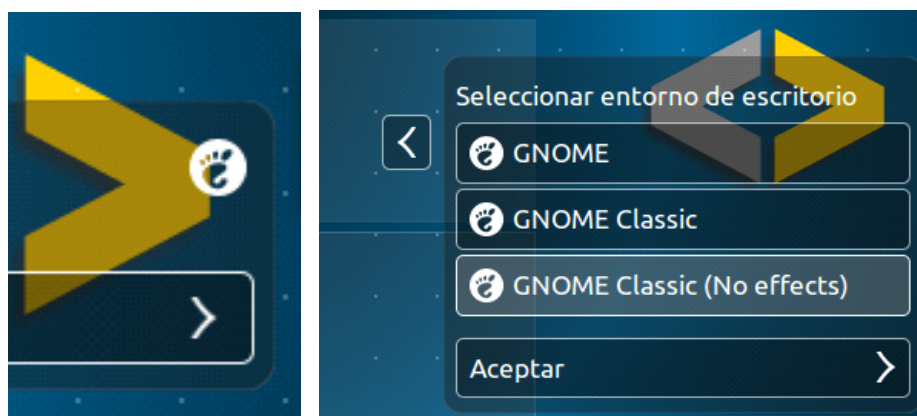 Seleccionar entorno de escritorio
GNOME
GNOME Classic
GNOME Classic (No effects)
Aceptar